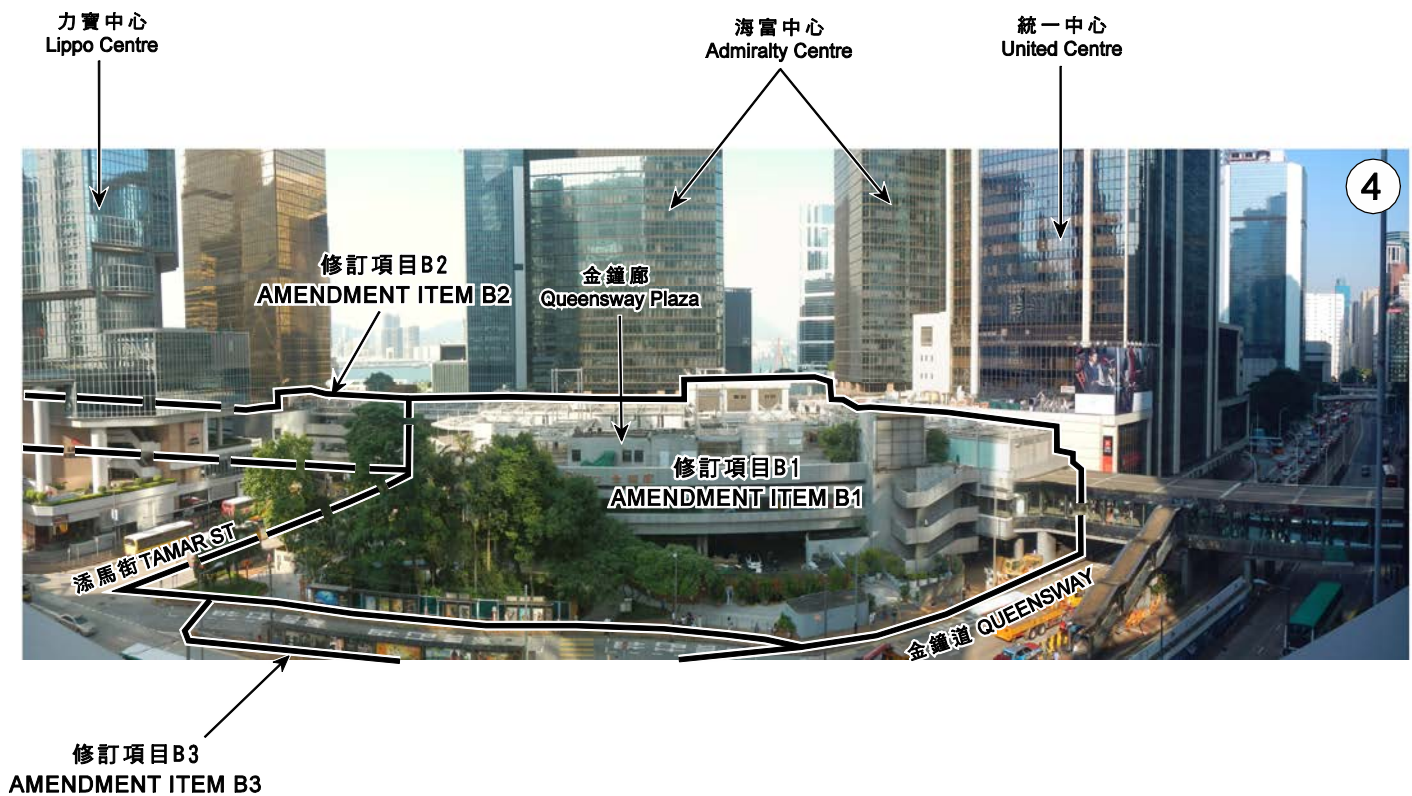 力寶中心
Lippo Centre
海富中心
Admiralty Centre
統一中心
United Centre
4
修訂項目B2
AMENDMENT ITEM B2
金鐘廊
Queensway Plaza
修訂項目B1
AMENDMENT ITEM B1
添馬街 TAMAR ST
金鐘道 QUEENSWAY
修訂項目B3
AMENDMENT ITEM B3